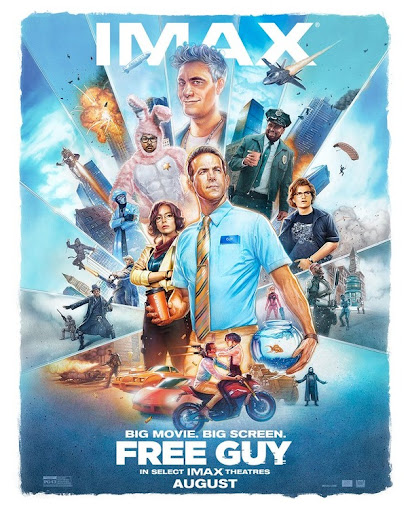 IMAX®
BIG MOVIE. BIG SCREEN.
FREE GUY
IN SELECT IMAX THEATRES
AUGUST